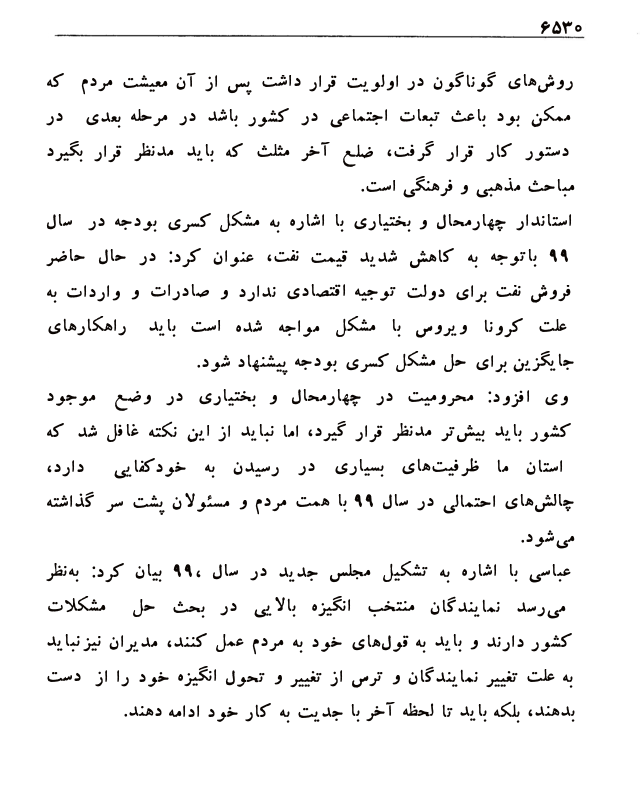 ۶۵۳۰
روش‌های گوناگون در اولویت قرار داشت پس از آن معیشت مردم که
ممکن بود باعث تبعات اجتماعی در کشور باشد در مرحله بعدی در
دستور کار قرار گرفت، ضلع آخر مثلث که باید مدنظر قرار بگیرد
مباحث مذهبی و فرهنگی است.
استاندار چهارمحال و بختیاری با اشاره به مشکل کسری بودجه در سال
۹۹ باتوجه به کاهش شدید قیمت نفت، عنوان کرد: در حال حاضر
فروش نفت برای دولت توجیه اقتصادی ندارد و صادرات و واردات به
علت کرونا ویروس با مشکل مواجه شده است باید راهکارهای
جایگزین برای حل مشکل کسری بودجه پیشنهاد شود.
وی افزود: محرومیت در چهارمحال و بختیاری در وضع موجود
کشور باید بیش‌تر مدنظر قرار گیرد، اما نباید از این نکته غافل شد که
استان ما ظرفیت‌های بسیاری در رسیدن به خودکفایی دارد،
چالش‌های احتمالی در سال ۹۹ با همت مردم و مسئولان پشت سر گذاشته
می‌شود.
عباسی با اشاره به تشکیل مجلس جدید در سال ،۹۹ بیان کرد: به‌نظر
می‌رسد نمایندگان منتخب انگیزه بالایی در بحث حل مشکلات
کشور دارند و باید به قول‌های خود به مردم عمل کنند، مدیران نیز نباید
به علت تغییر نمایندگان و ترس از تغییر و تحول انگیزه خود را از دست
بدهند، بلکه باید تا لحظه آخر با جدیت به کار خود ادامه دهند.